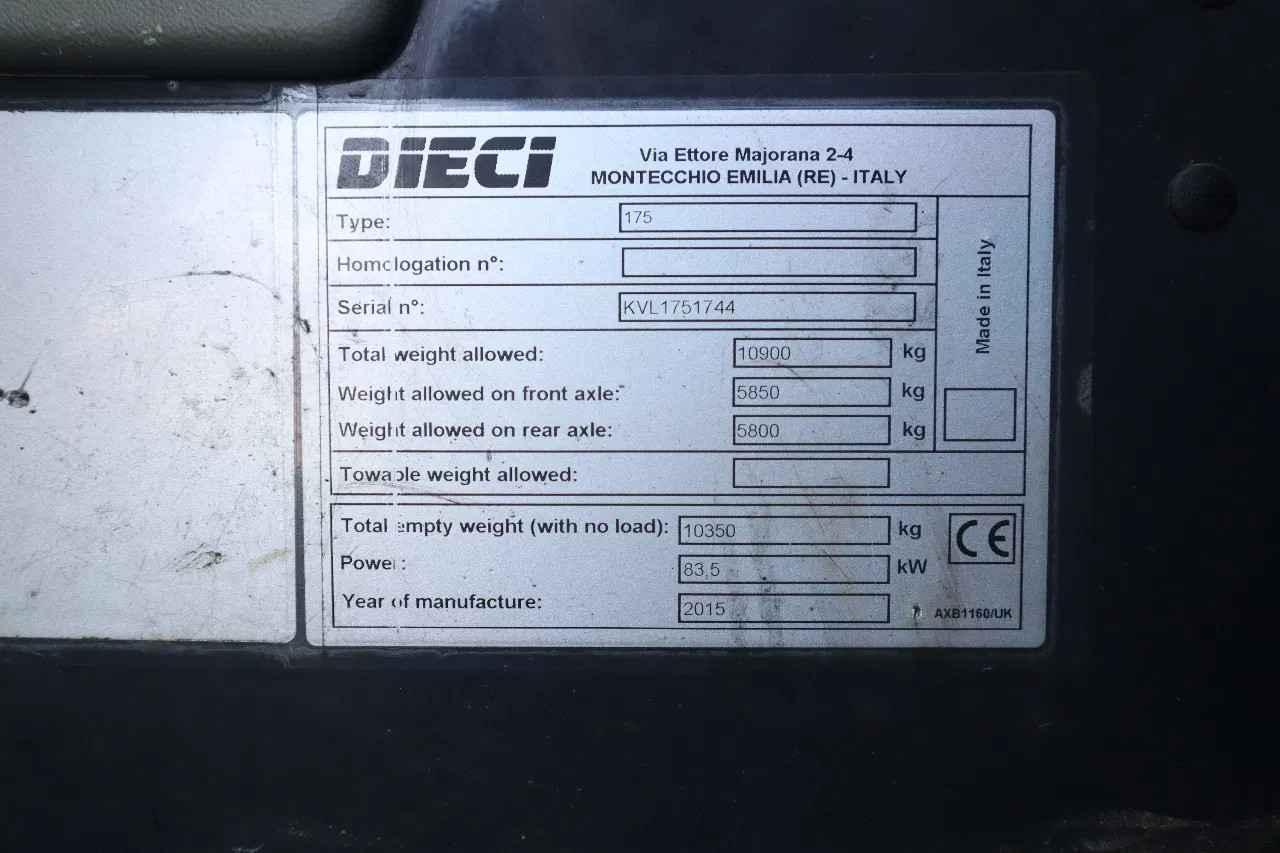 DIECI
Via Ettore Majorana 2-4
MONTECCHIO EMILIA (RE) - ITALY
Type: 175
Homologation n°:
Serial n°: KVL1751744
Made in Italy
Total weight allowed: 10900 kg
Weight allowed on front axle: 5850 kg
Weight allowed on rear axle: 5800 kg
Towable weight allowed:
Total empty weight (with no load): 10350 kg
CE
Power: 83,5 kW
Year of manufacture: 2015
AXB1160/UK